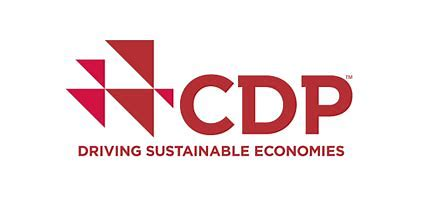 CDP™
DRIVING SUSTAINABLE ECONOMIES